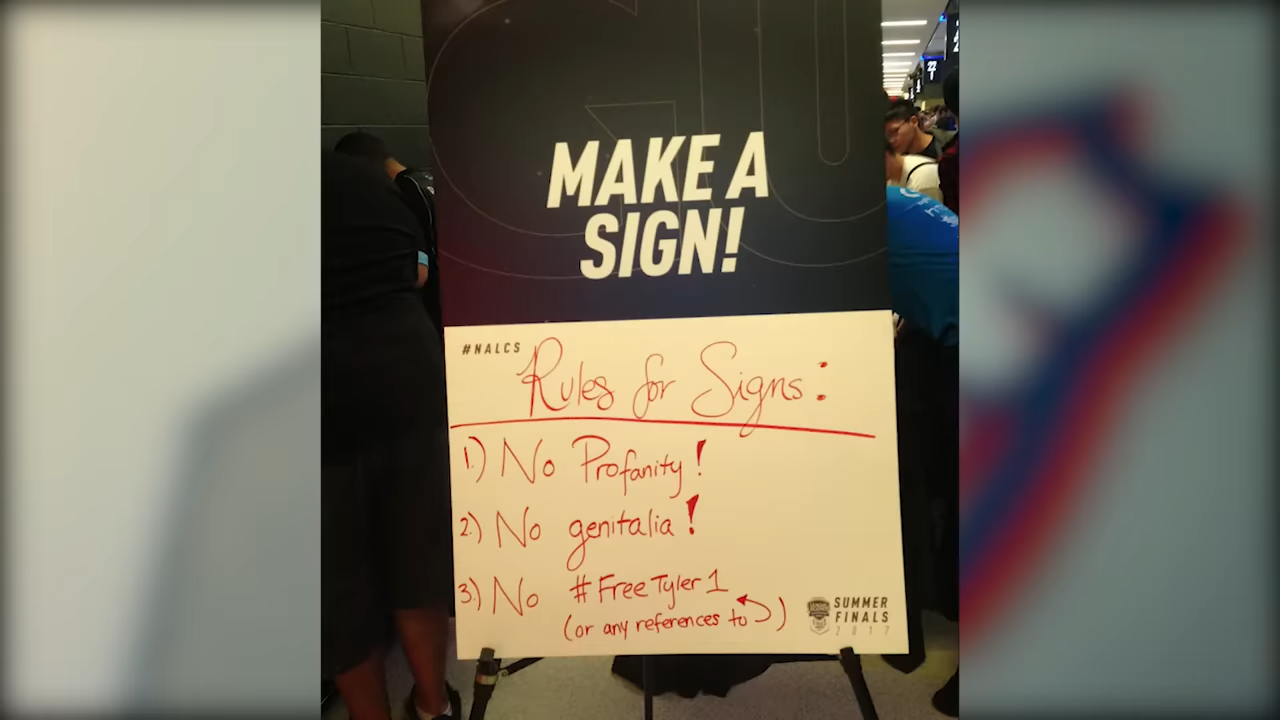 MAKE A
SIGN!
#NALCS
Rules for Signs:
1.) No Profanity!
2.) No genitalia!
3.) No #FreeTyler1
(or any references to )
SUMMER
FINALS
2017